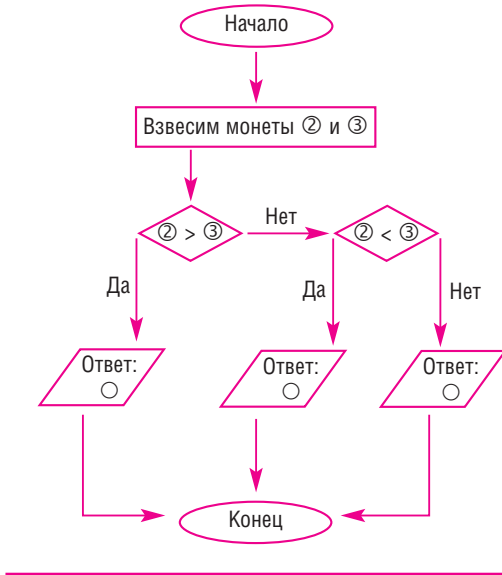 Начало
Взвесим монеты ② и ③
② > ③
Нет
② < ③
Да
Да
Нет
Ответ:
Ответ:
Ответ:
Конец